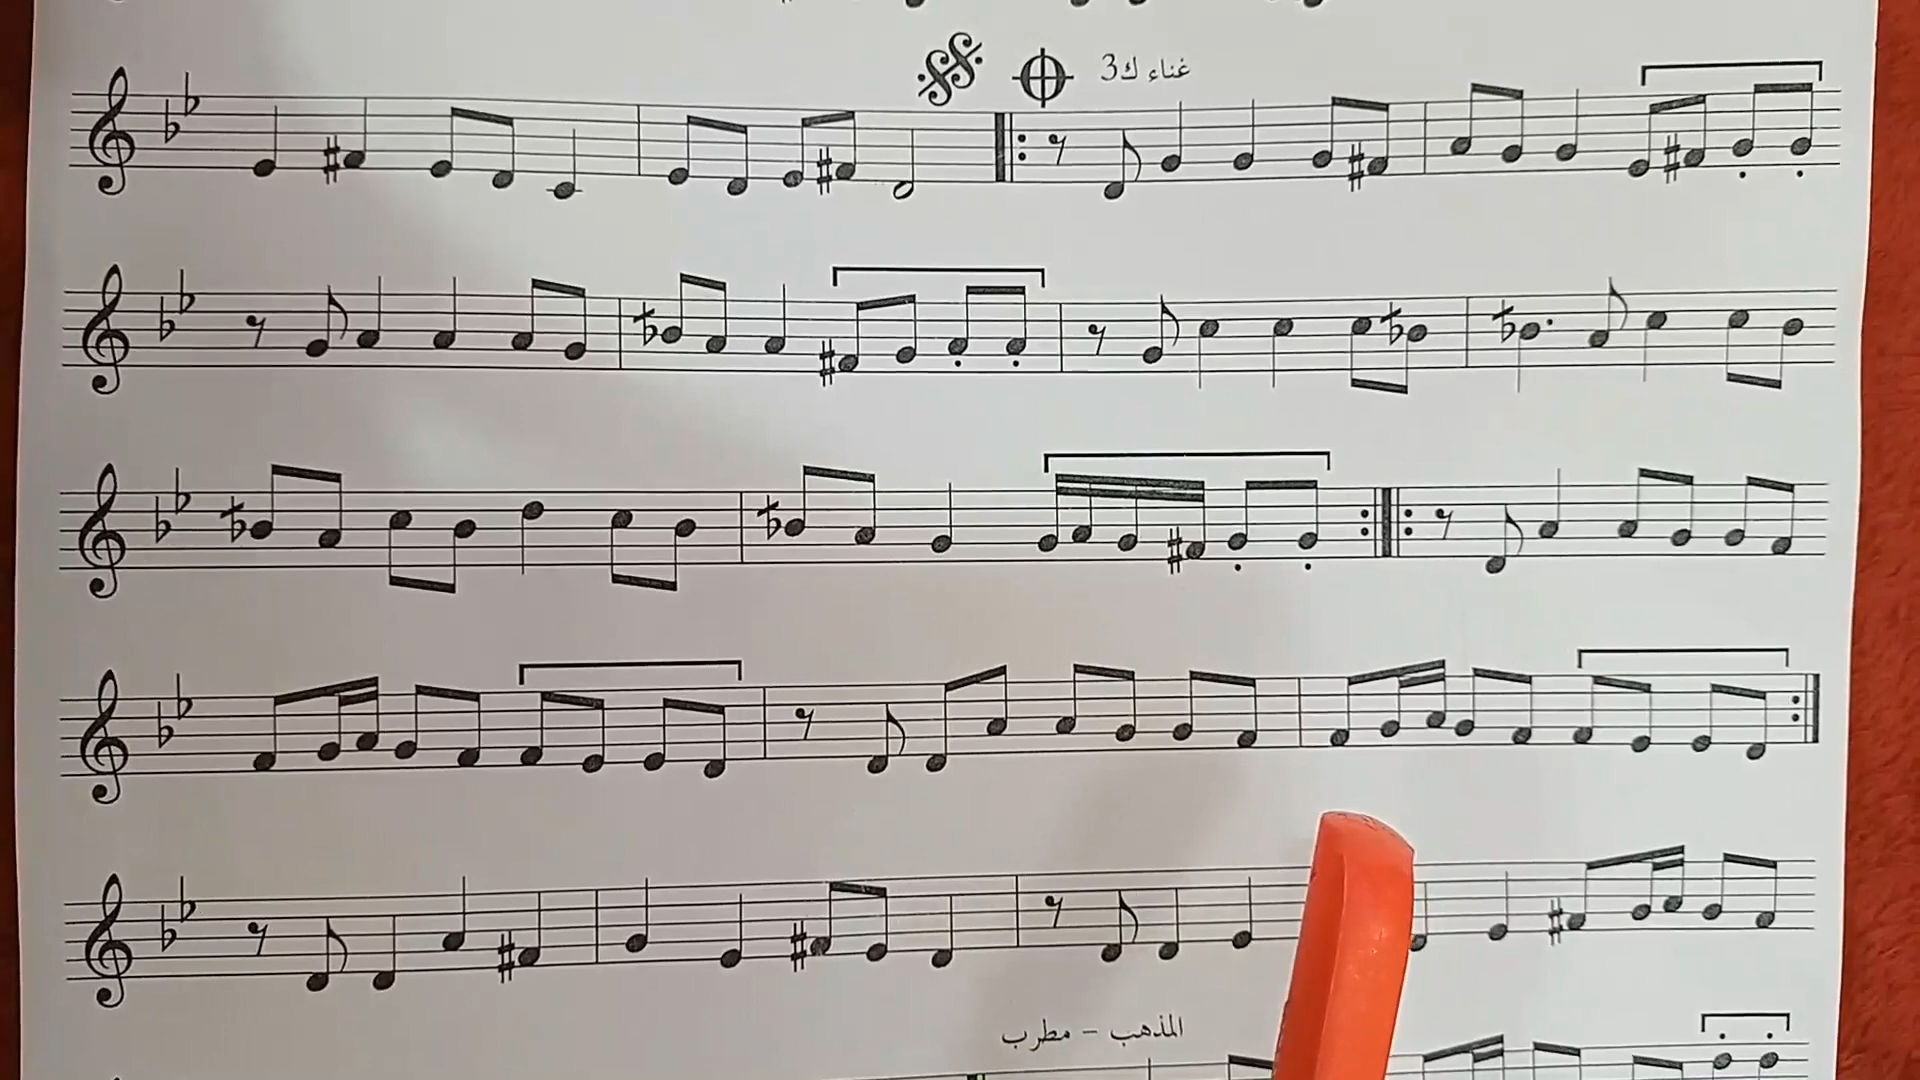 غناء ك3
المذهب - مطرب